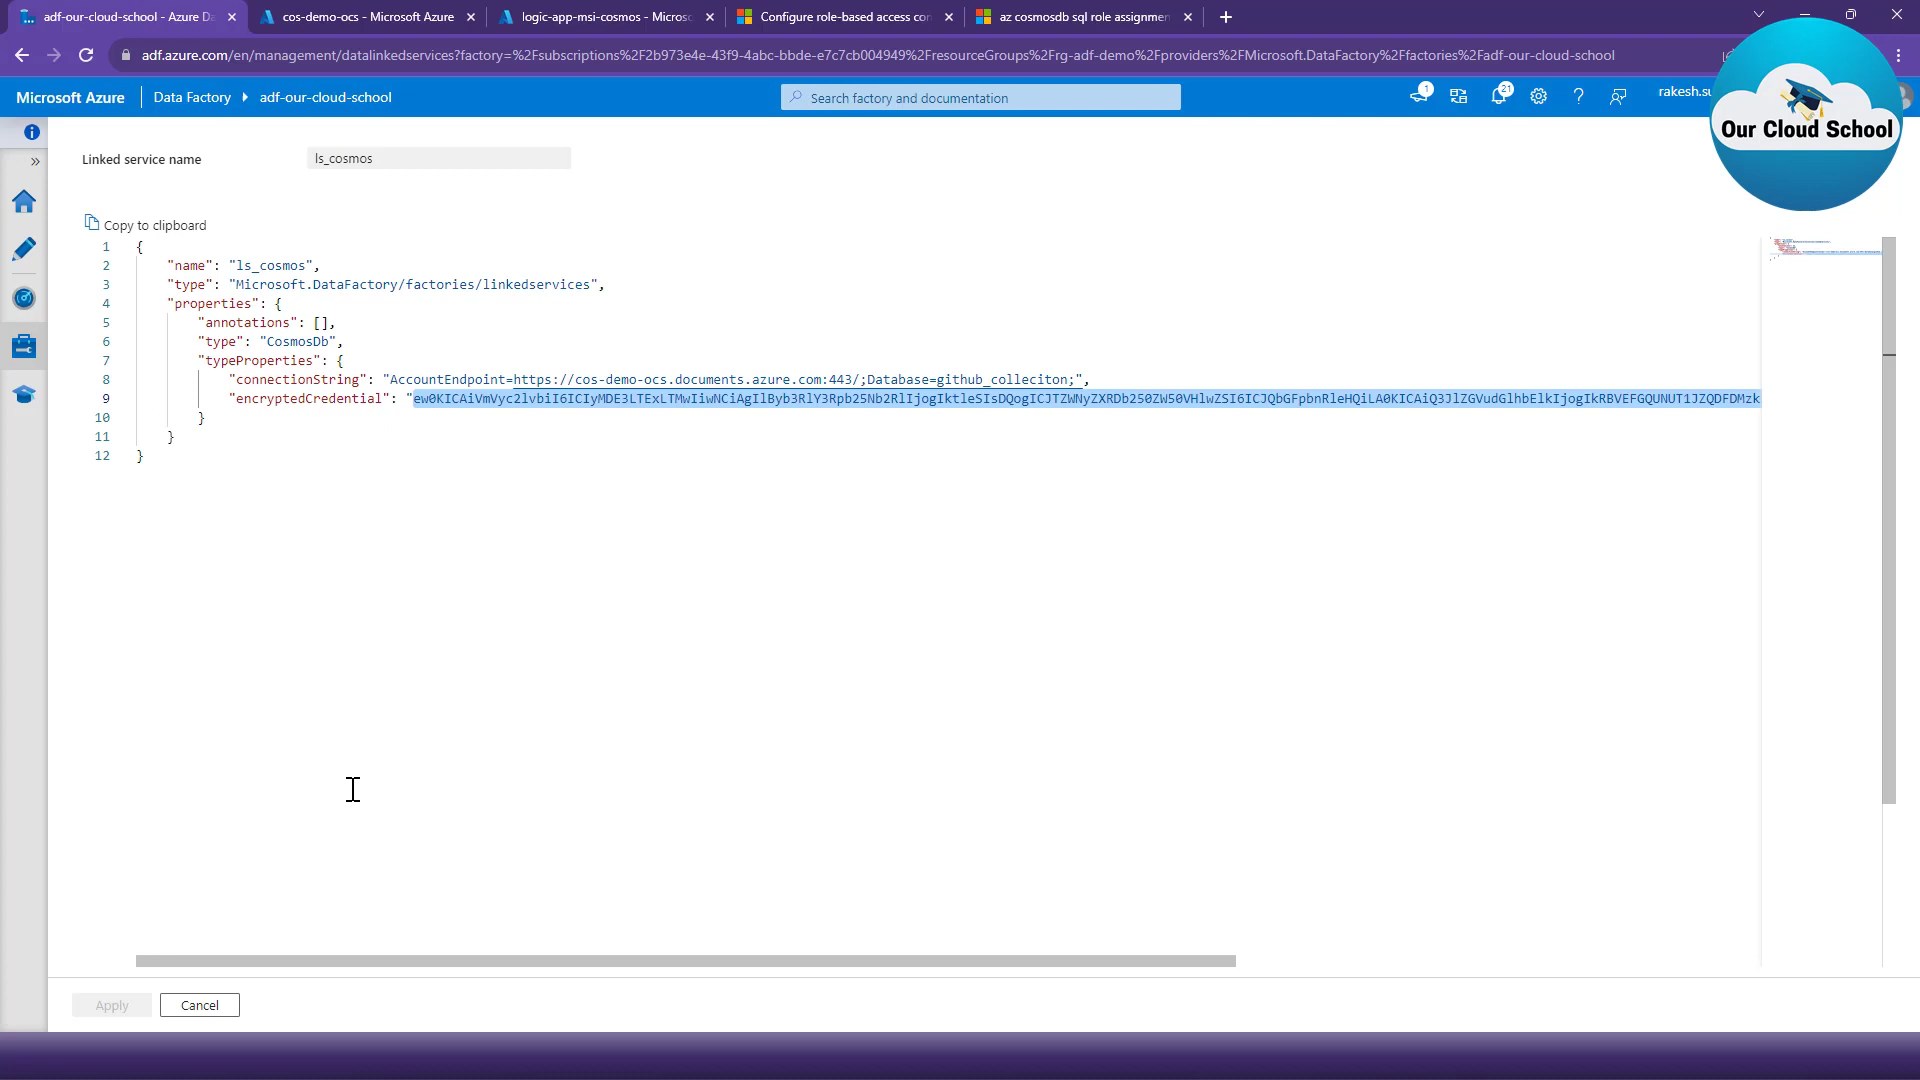 adf-our-cloud-school - Azure Da
cos-demo-ocs - Microsoft Azure
logic-app-msi-cosmos - Microso
Configure role-based access con
az cosmosdb sql role assignmen
adf.azure.com/en/management/datalinkedservices?factory=%2Fsubscriptions%2F2b973e4e-43f9-4abc-bbde-e7c7cb004949%2FresourceGroups%2Frg-adf-demo%2Fproviders%2FMicrosoft.DataFactory%2Ffactories%2Fadf-our-cloud-school
Microsoft Azure
Data Factory
adf-our-cloud-school
Search factory and documentation
1
21
rakesh.su
Our Cloud School
Linked service name
ls_cosmos
Copy to clipboard
1 {
2 "name": "ls_cosmos",
3 "type": "Microsoft.DataFactory/factories/linkedservices",
4 "properties": {
5 "annotations": [],
6 "type": "CosmosDb",
7 "typeProperties": {
8 "connectionString": "AccountEndpoint=https://cos-demo-ocs.documents.azure.com:443/;Database=github_colleciton;",
9 "encryptedCredential": "
10 }
11 }
12 }
Apply
Cancel